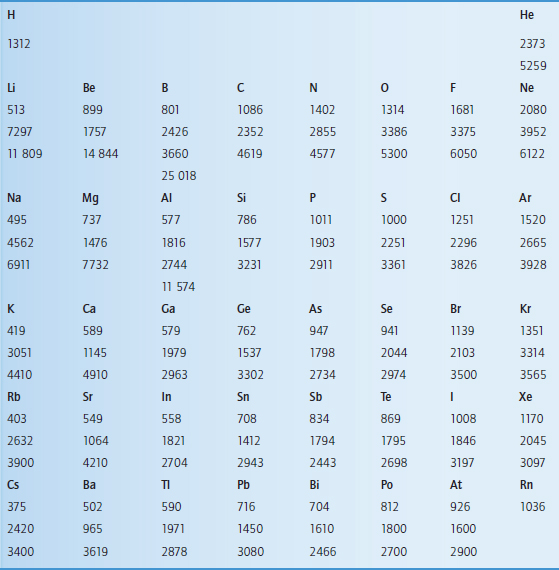 H He
1312 2373
5259
Li Be B C N O F Ne
513 899 801 1086 1402 1314 1681 2080
7297 1757 2426 2352 2855 3386 3375 3952
11 809 14 844 3660 4619 4577 5300 6050 6122
25 018
Na Mg Al Si P S Cl Ar
495 737 577 786 1011 1000 1251 1520
4562 1476 1816 1577 1903 2251 2296 2665
6911 7732 2744 3231 2911 3361 3826 3928
11 574
K Ca Ga Ge As Se Br Kr
419 589 579 762 947 941 1139 1351
3051 1145 1979 1537 1798 2044 2103 3314
4410 4910 2963 3302 2734 2974 3500 3565
Rb Sr In Sn Sb Te I Xe
403 549 558 708 834 869 1008 1170
2632 1064 1821 1412 1794 1795 1846 2045
3900 4210 2704 2943 2443 2698 3197 3097
Cs Ba Tl Pb Bi Po At Rn
375 502 590 716 704 812 926 1036
2420 965 1971 1450 1610 1800 1600
3400 3619 2878 3080 2466 2700 2900